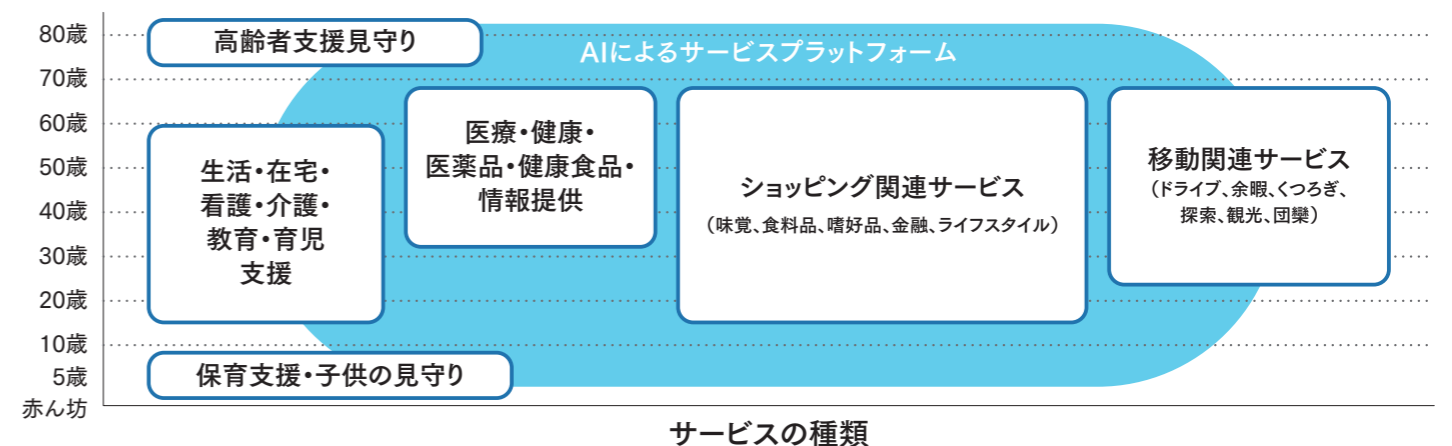 80歳
70歳
60歳
50歳
40歳
30歳
20歳
10歳
5歳
赤ん坊
AIによるサービスプラットフォーム
高齢者支援見守り
生活・在宅・
看護・介護・
教育・育児
支援
医療・健康・
医薬品・健康食品・
情報提供
ショッピング関連サービス
（味覚、食料品、嗜好品、金融、ライフスタイル）
移動関連サービス
（ドライブ、余暇、くつろぎ、
探索、観光、団欒）
保育支援・子供の見守り
サービスの種類